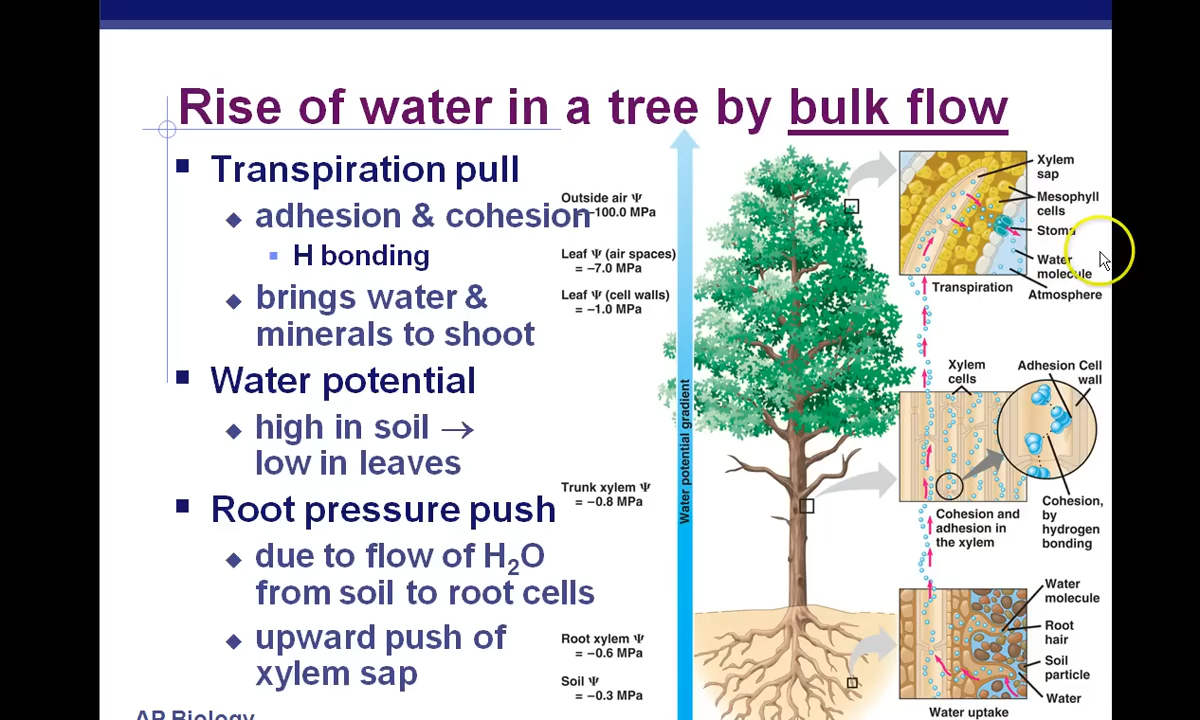 Rise of water in a tree by bulk flow
Transpiration pull
adhesion & cohesion
H bonding
brings water &
minerals to shoot
Water potential
high in soil →
low in leaves
Root pressure push
due to flow of H₂O
from soil to root cells
upward push of
xylem sap
AP Biology
Outside air Ψ
= –100.0 MPa
Leaf Ψ (air spaces)
= –7.0 MPa
Leaf Ψ (cell walls)
= –1.0 MPa
Trunk xylem Ψ
= –0.8 MPa
Root xylem Ψ
= –0.6 MPa
Soil Ψ
= –0.3 MPa
Water potential gradient
Xylem
sap
Mesophyll
cells
Stoma
Water
molecule
Transpiration
Atmosphere
Xylem
cells
Adhesion
Cell
wall
Cohesion and
adhesion in
the xylem
Cohesion,
by
hydrogen
bonding
Water
molecule
Root
hair
Soil
particle
Water
Water uptake